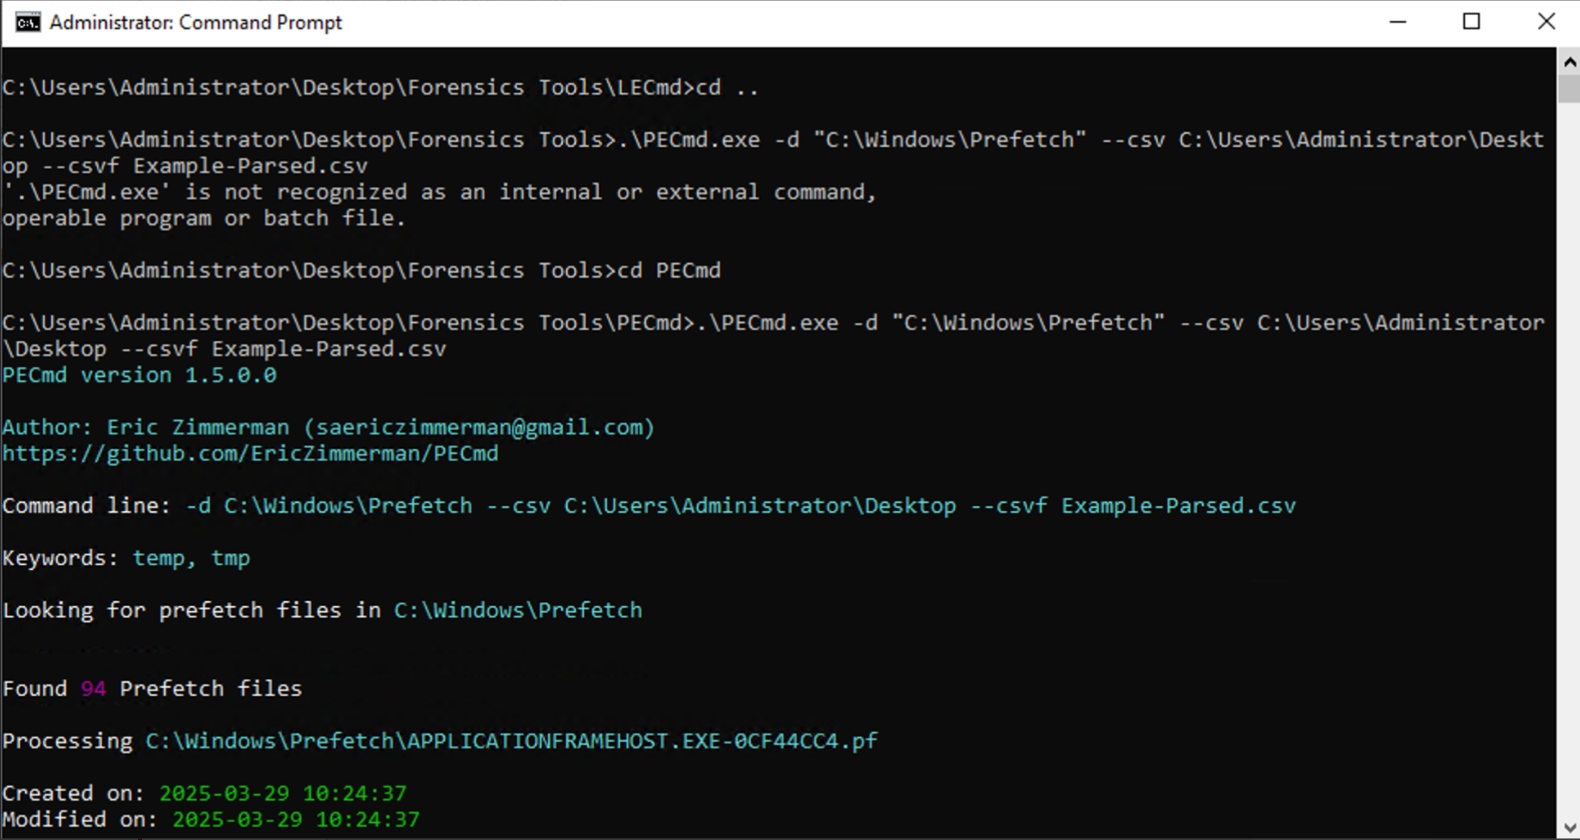 Administrator: Command Prompt
C:\Users\Administrator\Desktop\Forensics Tools\LECmd>cd ..
C:\Users\Administrator\Desktop\Forensics Tools>.\PECmd.exe -d "C:\Windows\Prefetch" --csv C:\Users\Administrator\Deskt
op --csvf Example-Parsed.csv
'.\PECmd.exe' is not recognized as an internal or external command,
operable program or batch file.
C:\Users\Administrator\Desktop\Forensics Tools>cd PECmd
C:\Users\Administrator\Desktop\Forensics Tools\PECmd>.\PECmd.exe -d "C:\Windows\Prefetch" --csv C:\Users\Administrator
\Desktop --csvf Example-Parsed.csv
PECmd version 1.5.0.0
Author: Eric Zimmerman (saericzimmerman@gmail.com)
https://github.com/EricZimmerman/PECmd
Command line: -d C:\Windows\Prefetch --csv C:\Users\Administrator\Desktop --csvf Example-Parsed.csv
Keywords: temp, tmp
Looking for prefetch files in C:\Windows\Prefetch
Found 94 Prefetch files
Processing C:\Windows\Prefetch\APPLICATIONFRAMEHOST.EXE-0CF44CC4.pf
Created on: 2025-03-29 10:24:37
Modified on: 2025-03-29 10:24:37